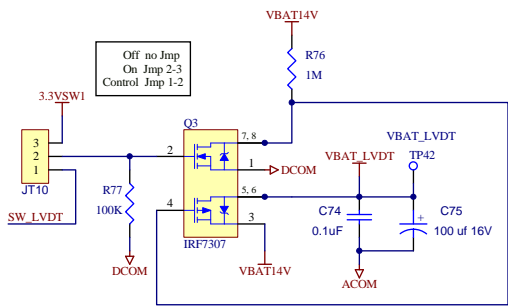 VBAT14V
Off no Jmp
On Jmp 2-3
Control Jmp 1-2
R76
1M
3.3VSW1
Q3
3
2
1
JT10
2
7, 8
1
DCOM
VBAT_LVDT
VBAT_LVDT
TP42
R77
100K
5, 6
4
3
SW_LVDT
C74
0.1uF
+
C75
100 uf 16V
IRF7307
DCOM
VBAT14V
ACOM